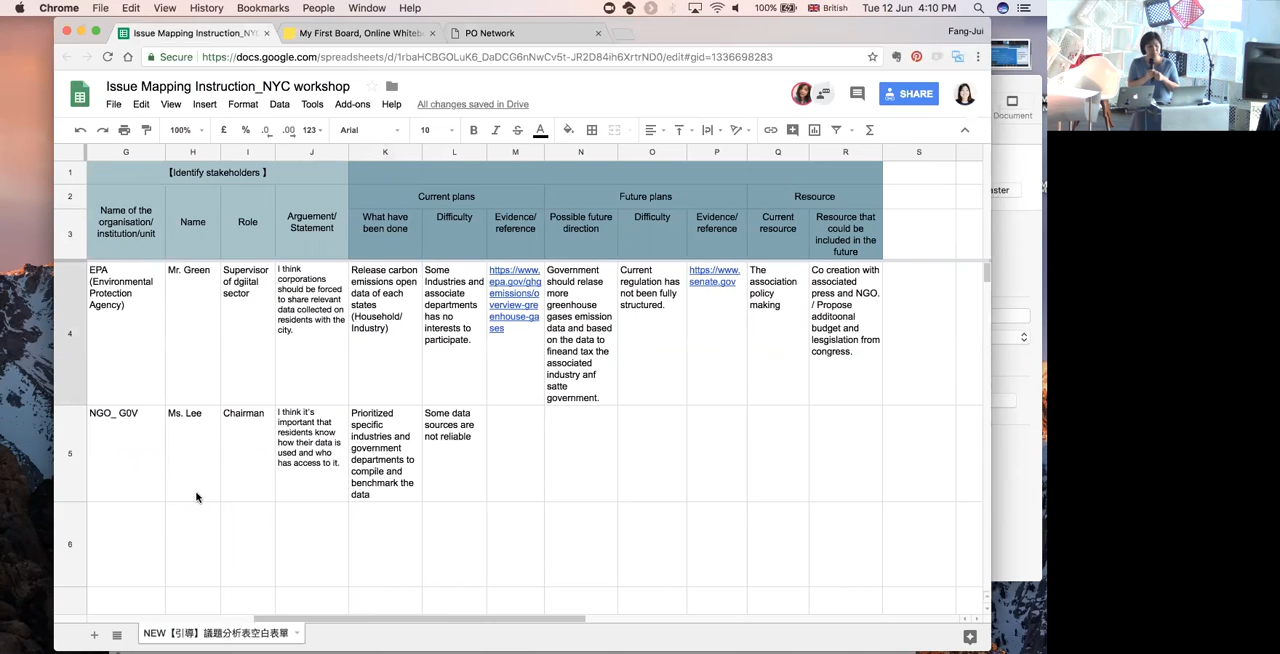 Chrome File Edit View History Bookmarks People Window Help 100% British Tue 12 Jun 4:10 PM
Issue Mapping Instruction_NYC My First Board, Online Whiteb PO Network Fang-Jui
Secure https://docs.google.com/spreadsheets/d/1rbaHCBGOLuK6_DaDCG6nNwCv5t-JR2D84ih6XrtrND0/edit#gid=1336698283
Issue Mapping Instruction_NYC workshop
File Edit View Insert Format Data Tools Add-ons Help All changes saved in Drive
SHARE
Document
100% £ % .0 .00 123 Arial 10 B I S A
G H I J K L M N O P Q R S
1
【Identify stakeholders 】
2
Current plans Future plans Resource
3
Name of the
organisation/
institution/unit
Name
Role
Arguement/
Statement
What have
been done
Difficulty
Evidence/
reference
Possible future
direction
Difficulty
Evidence/
reference
Current
resource
Resource that
could be
included in the
future
4
EPA
(Environmental
Protection
Agency)
Mr. Green
Supervisor
of dgiital
sector
I think
corporations
should be forced
to share relevant
data collected on
residents with the
city.
Release carbon
emissions open
data of each
states
(Household/
Industry)
Some
Industries and
associate
departments
has no
interests to
participate.
https://www.
epa.gov/ghg
emissions/o
verview-gre
enhouse-ga
ses
Government
should relase
more
greenhouse
gases emission
data and based
on the data to
fineand tax the
associated
industry anf
satte
government.
Current
regulation has
not been fully
structured.
https://www.
senate.gov
The
association
policy
making
Co creation with
associated
press and NGO.
/ Propose
additoonal
budget and
lesgislation from
congress.
5
NGO_ G0V
Ms. Lee
Chairman
I think it's
important that
residents know
how their data is
used and who
has access to it.
Prioritized
specific
industries and
government
departments to
compile and
benchmark the
data
Some data
sources are
not reliable
6
NEW【引導】議題分析表空白表單
ster